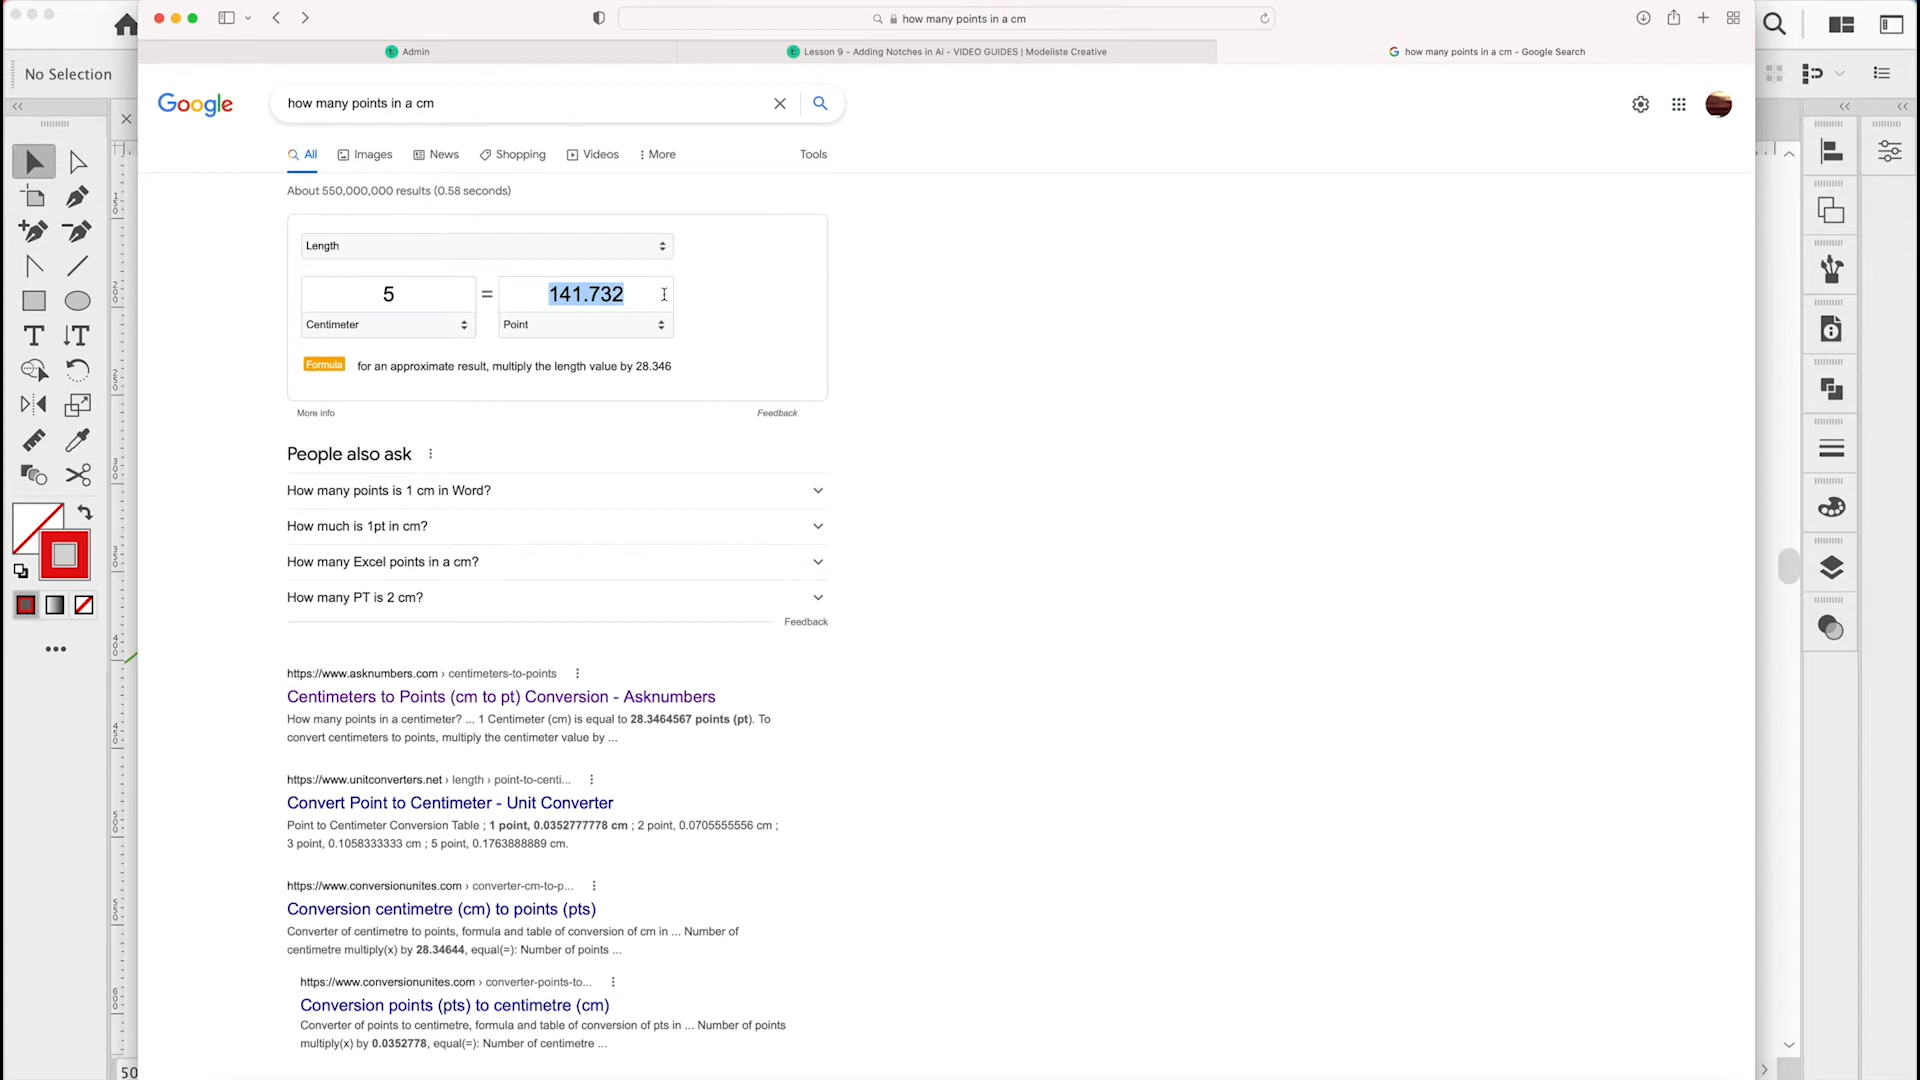 how many points in a cm
Admin
Lesson 9 - Adding Notches in Ai - VIDEO GUIDES | Modeliste Creative
how many points in a cm - Google Search
No Selection
Google
how many points in a cm
All
Images
News
Shopping
Videos
More
Tools
About 550,000,000 results (0.58 seconds)
Length
5
=
141.732
Centimeter
Point
Formula
for an approximate result, multiply the length value by 28.346
More info
Feedback
People also ask
How many points is 1 cm in Word?
How much is 1pt in cm?
How many Excel points in a cm?
How many PT is 2 cm?
Feedback
https://www.asknumbers.com › centimeters-to-points
Centimeters to Points (cm to pt) Conversion - Asknumbers
How many points in a centimeter? ... 1 Centimeter (cm) is equal to 28.3464567 points (pt). To
convert centimeters to points, multiply the centimeter value by ...
https://www.unitconverters.net › length › point-to-centi...
Convert Point to Centimeter - Unit Converter
Point to Centimeter Conversion Table ; 1 point, 0.0352777778 cm ; 2 point, 0.0705555556 cm ;
3 point, 0.1058333333 cm ; 5 point, 0.1763888889 cm.
https://www.conversionunites.com › converter-cm-to-p...
Conversion centimetre (cm) to points (pts)
Converter of centimetre to points, formula and table of conversion of cm in ... Number of
centimetre multiply(x) by 28.34644, equal(=): Number of points ...
https://www.conversionunites.com › converter-points-to...
Conversion points (pts) to centimetre (cm)
Converter of points to centimetre, formula and table of conversion of pts in ... Number of points
multiply(x) by 0.0352778, equal(=): Number of centimetre ...
150
200
250
300
350
400
450
500
550
600
50